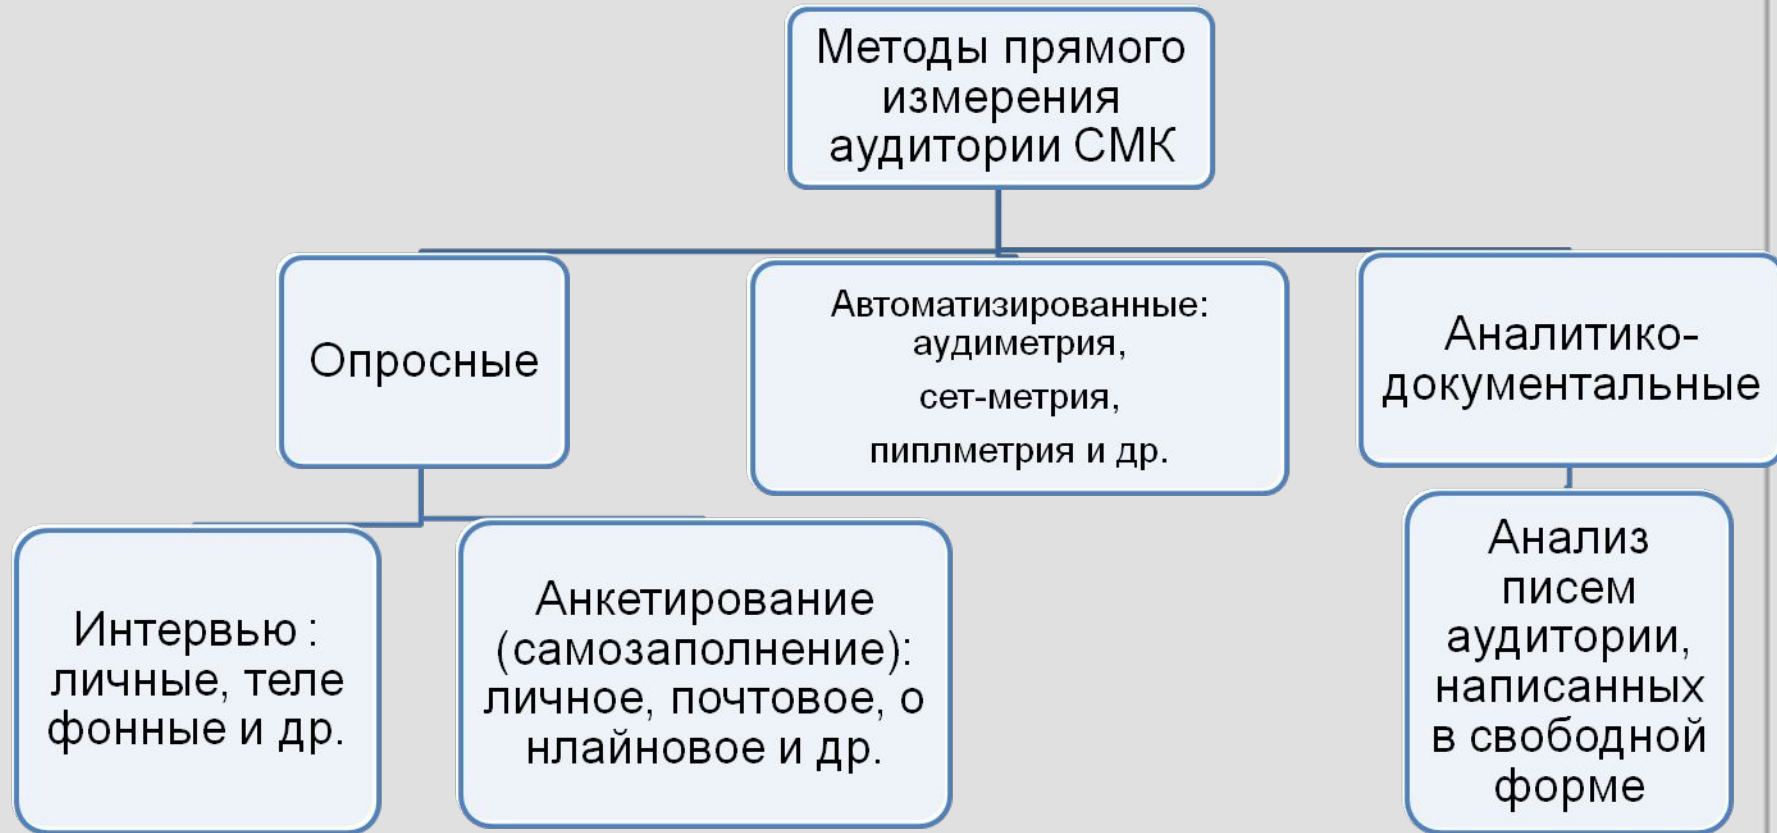 Методы прямого
измерения
аудитории СМК
Опросные
Автоматизированные:
аудиметрия,
сет-метрия,
пиплметрия и др.
Аналитико-
документальные
Интервью :
личные, теле
фонные и др.
Анкетирование
(самозаполнение):
личное, почтовое, о
нлайновое и др.
Анализ
писем
аудитории,
написанных
в свободной
форме